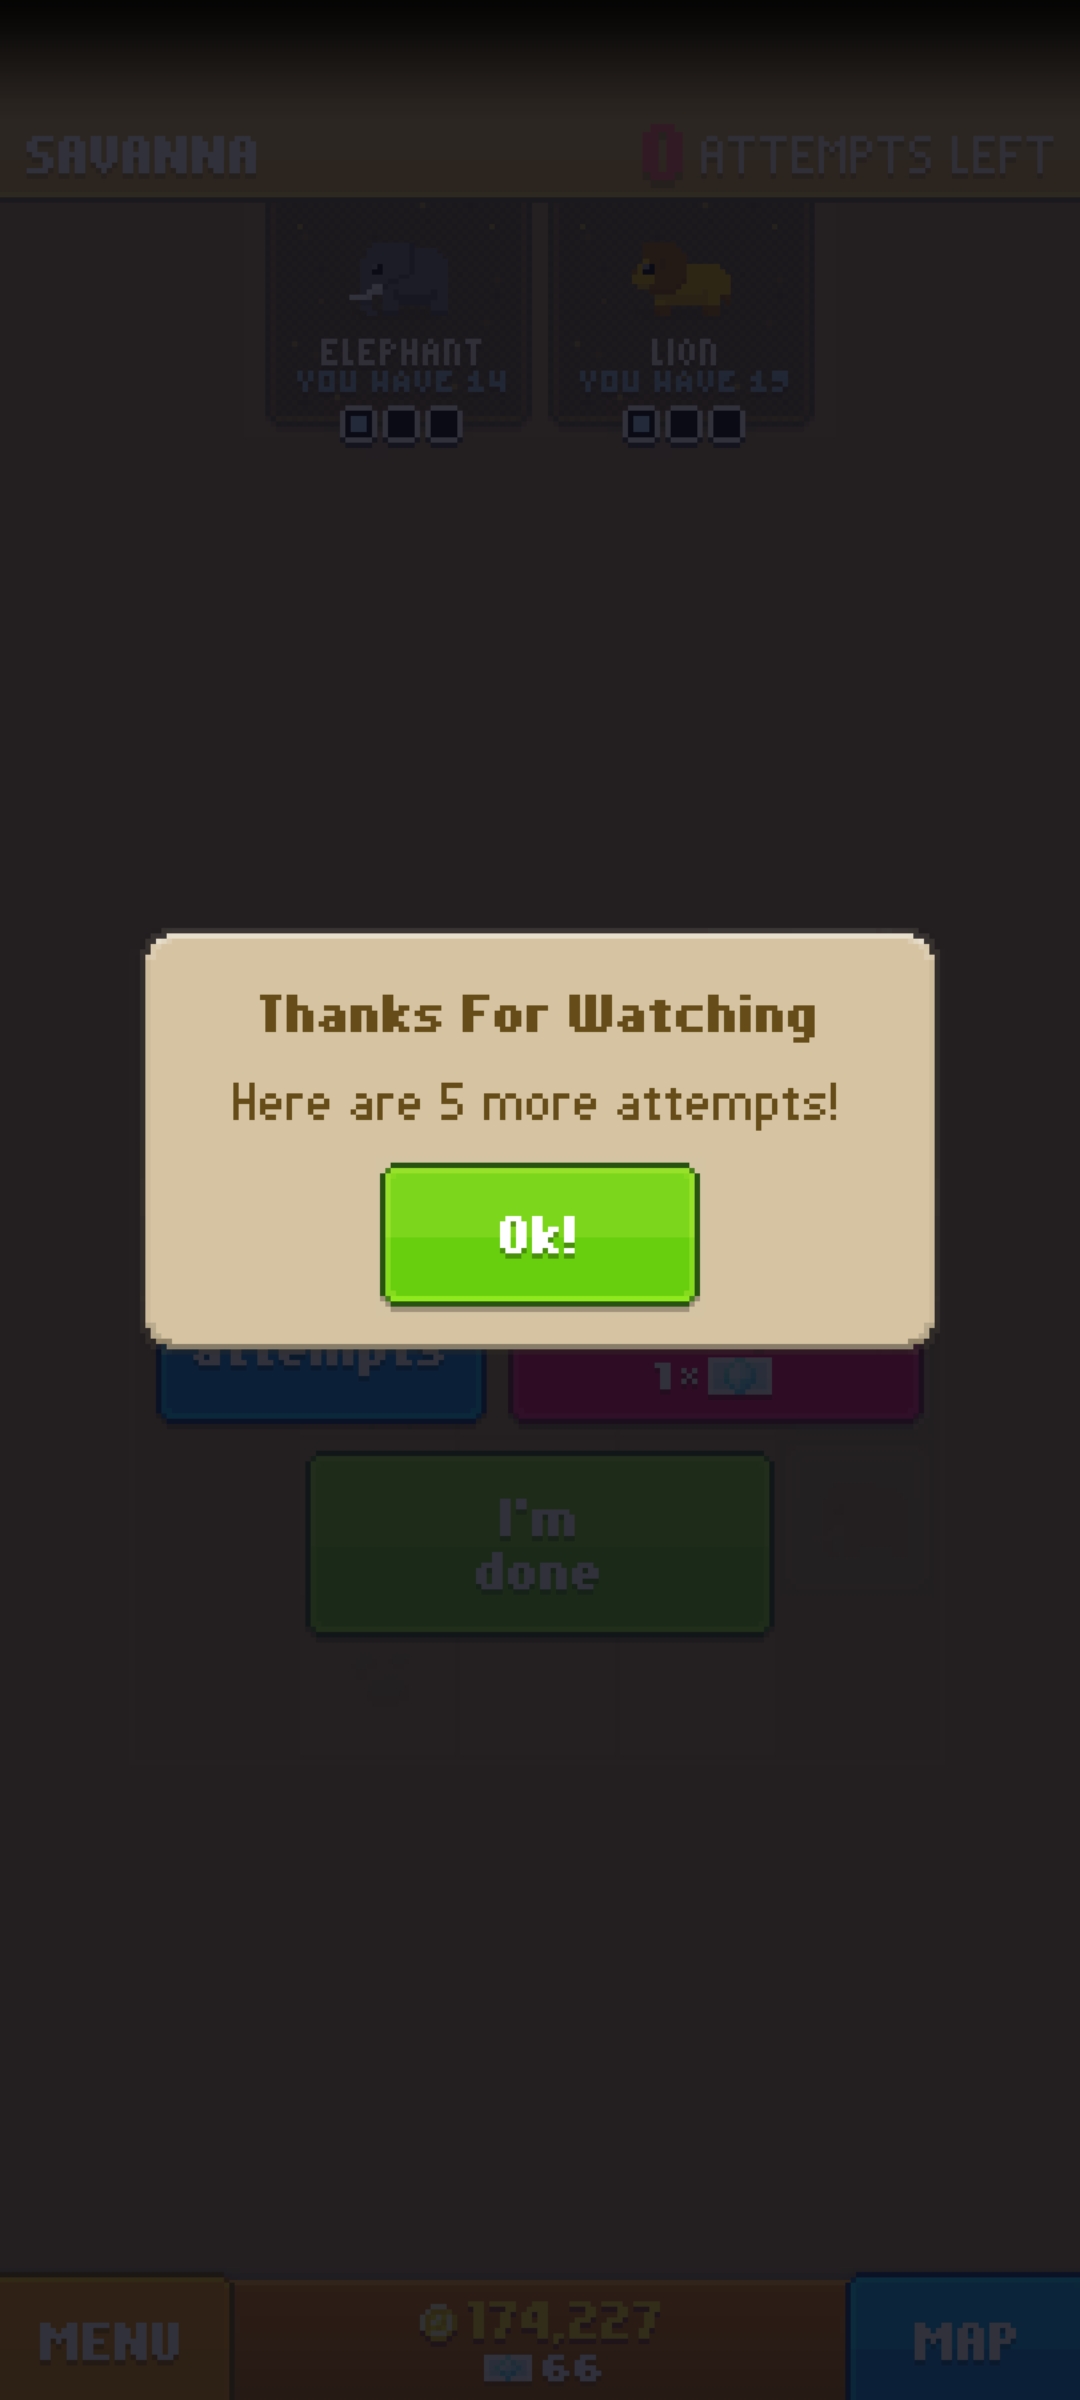 SAVANNA
0 ATTEMPTS LEFT
ELEPHANT
YOU HAVE 14
LION
YOU HAVE 19
Thanks For Watching
Here are 5 more attempts!
Ok!
attempts
1×
I'm
done
MENU
174,227
66
MAP